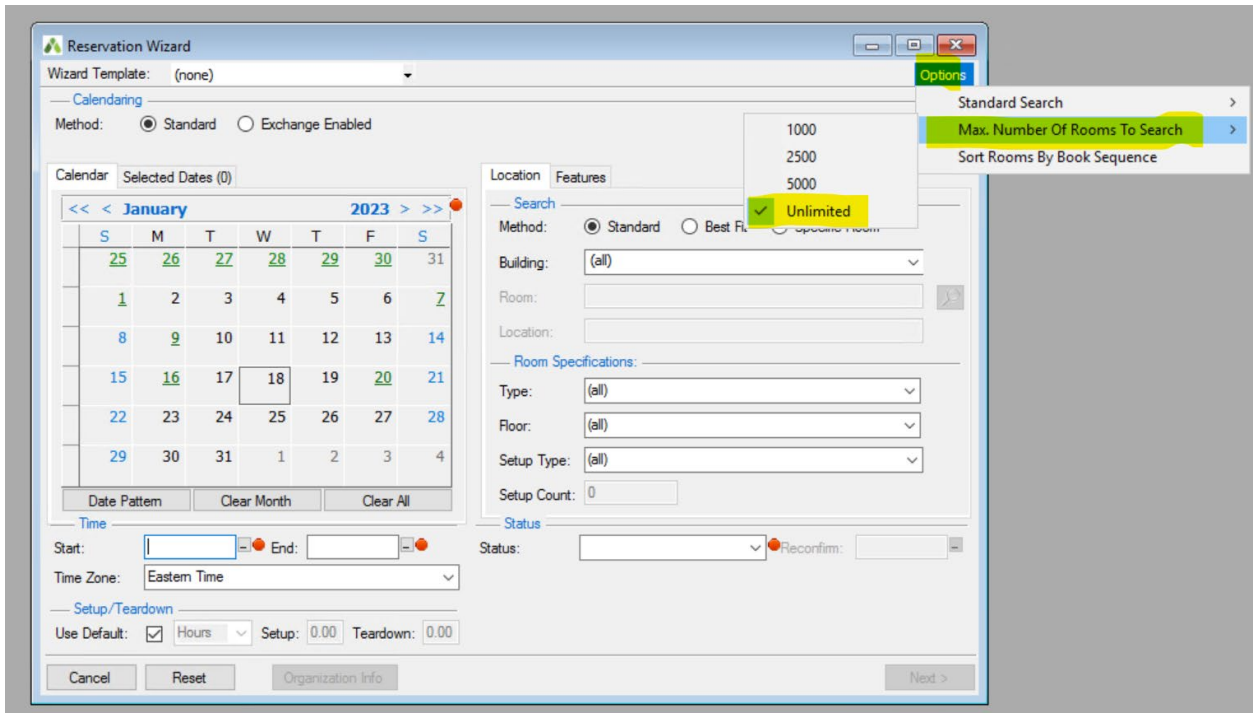 Reservation Wizard
Wizard Template: (none) Options
Standard Search >
Max. Number Of Rooms To Search >
Sort Rooms By Book Sequence
1000
2500
5000
Unlimited
Calendaring
Method: Standard Exchange Enabled
Calendar Selected Dates (0)
<< < January 2023 > >>
S M T W T F S
25 26 27 28 29 30 31
1 2 3 4 5 6 7
8 9 10 11 12 13 14
15 16 17 18 19 20 21
22 23 24 25 26 27 28
29 30 31 1 2 3 4
Date Pattern Clear Month Clear All
Location Features
Search
Method: Standard Best
Building: (all)
Room:
Location:
Room Specifications:
Type: (all)
Floor: (all)
Setup Type: (all)
Setup Count: 0
Time
Start: End:
Time Zone: Eastern Time
Status
Status: Reconfirm:
Setup/Teardown
Use Default: Hours Setup: 0.00 Teardown: 0.00
Cancel Reset Organization Info Next >